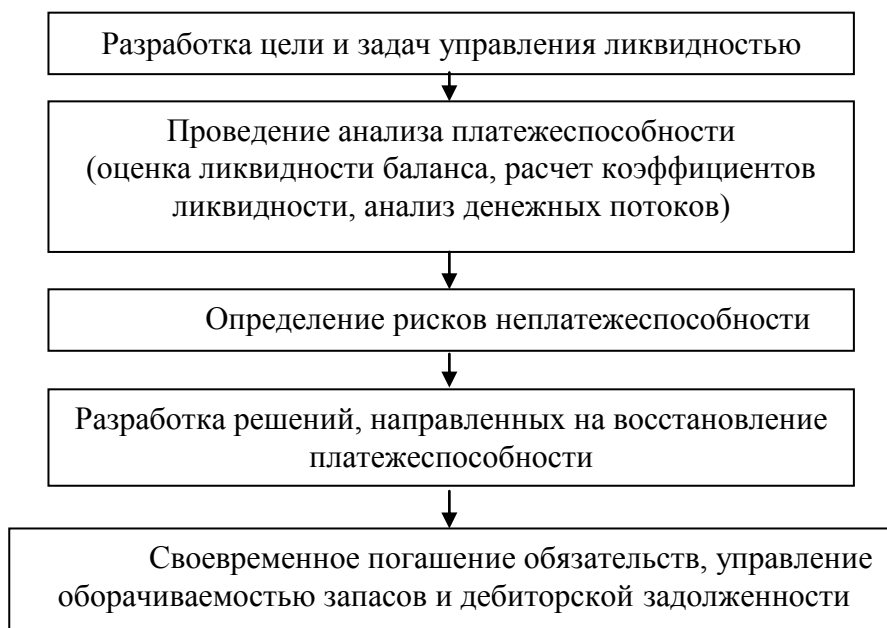 Разработка цели и задач управления ликвидностью
Проведение анализа платежеспособности
(оценка ликвидности баланса, расчет коэффициентов
ликвидности, анализ денежных потоков)
Определение рисков неплатежеспособности
Разработка решений, направленных на восстановление
платежеспособности
Своевременное погашение обязательств, управление
оборачиваемостью запасов и дебиторской задолженности